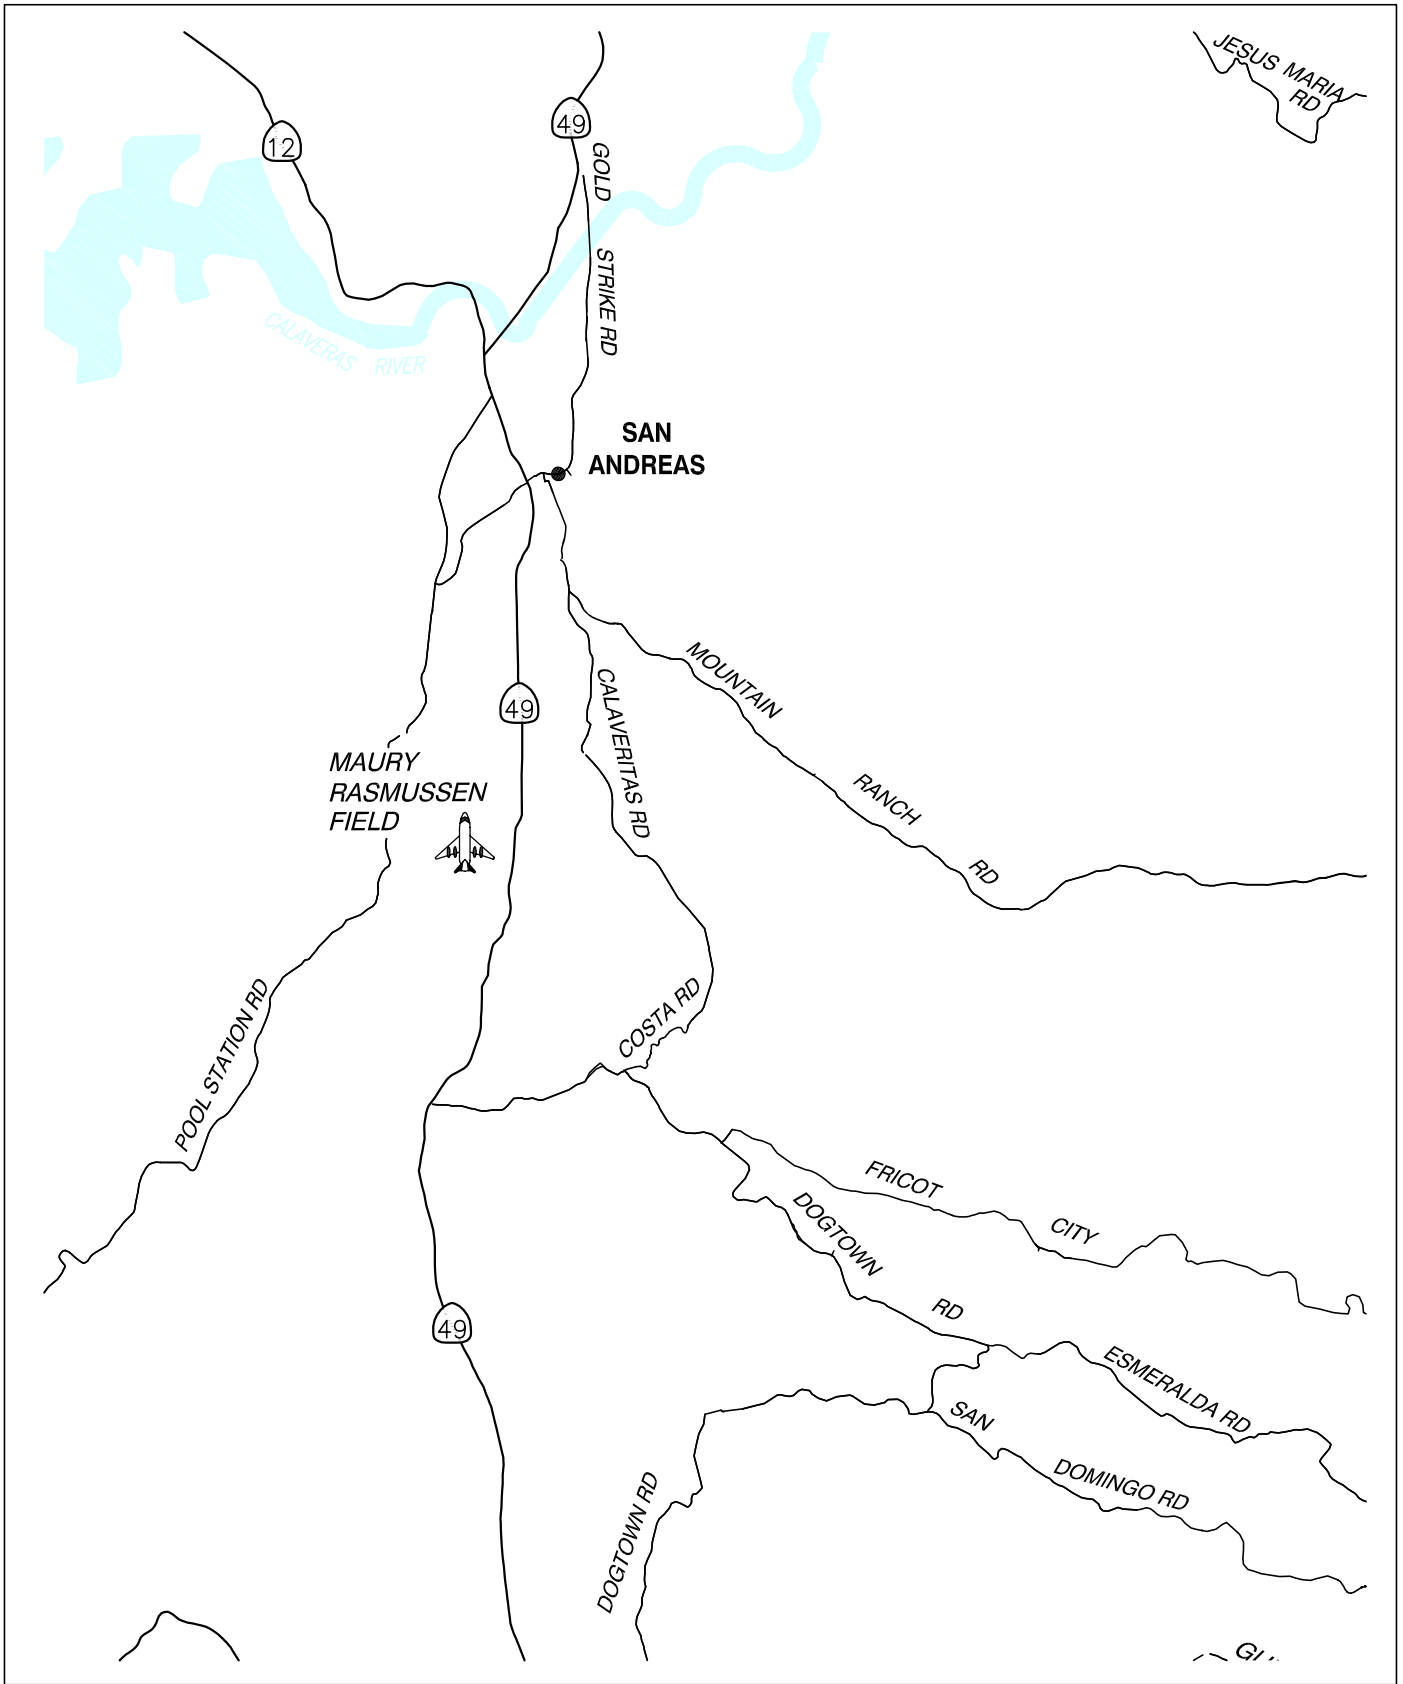 JESUS MARIA
RD
12
49
GOLD
STRIKE RD
CALAVERAS RIVER
SAN
ANDREAS
MOUNTAIN
RANCH
RD
CALAVERITAS RD
49
MAURY
RASMUSSEN
FIELD
POOL STATION RD
COSTA RD
FRICOT
CITY
DOGTOWN
RD
49
ESMERALDA RD
SAN
DOMINGO RD
DOGTOWN RD